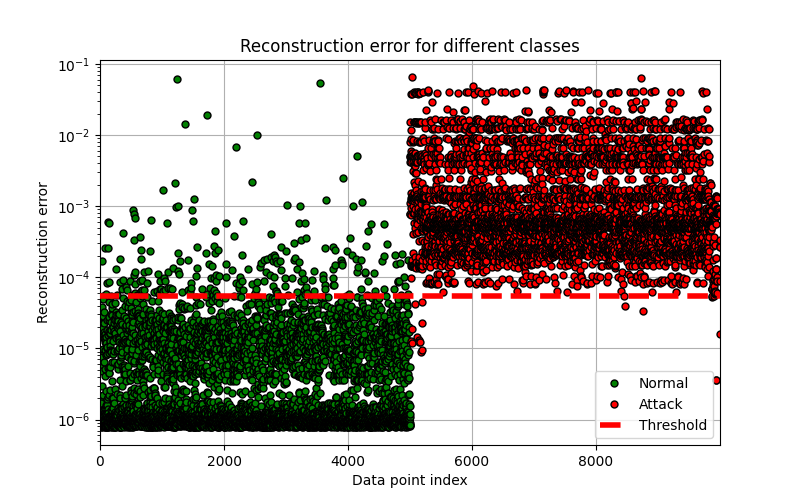 Reconstruction error for different classes
Reconstruction error
10⁻¹
10⁻²
10⁻³
10⁻⁴
10⁻⁵
10⁻⁶
0
2000
4000
6000
8000
Data point index
Normal
Attack
Threshold